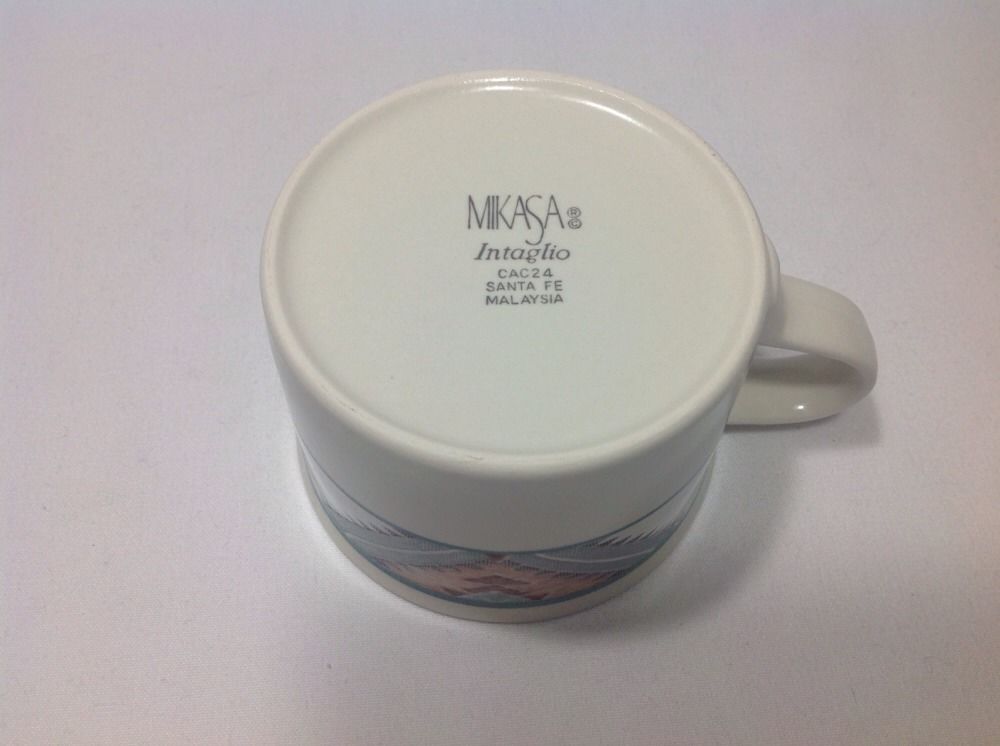 MIKASA ® ©
Intaglio
CAC24
SANTA FE
MALAYSIA